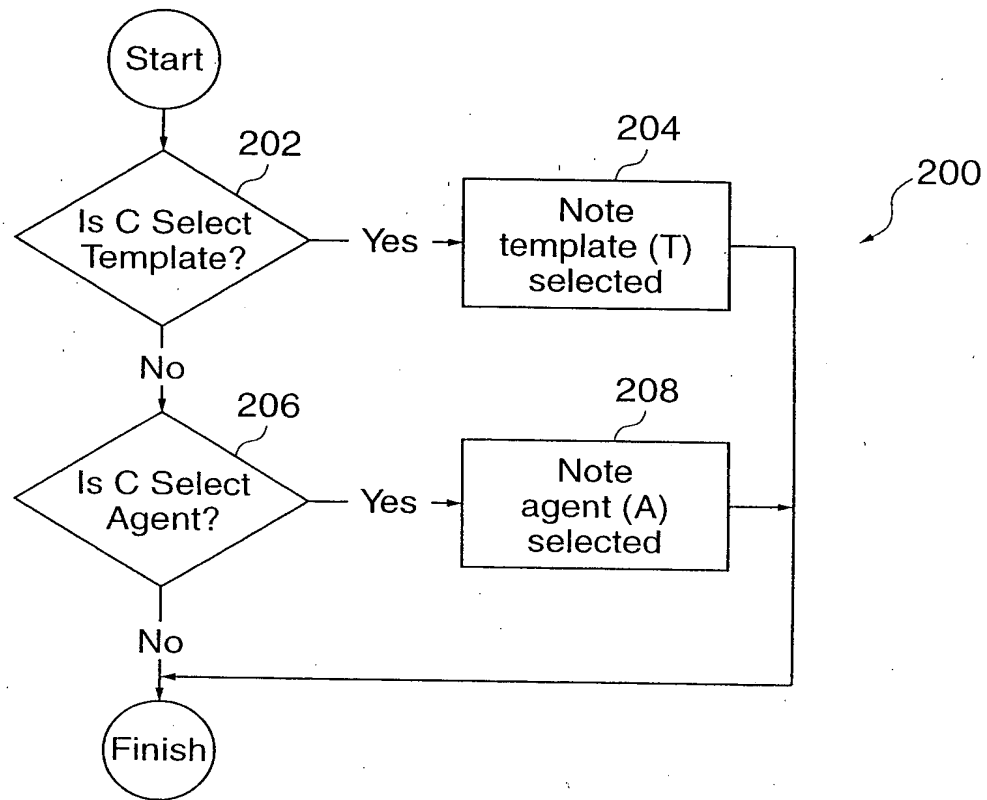 Start
202
Is C Select
Template?
Yes
204
Note
template (T)
selected
200
No
206
Is C Select
Agent?
Yes
208
Note
agent (A)
selected
No
Finish